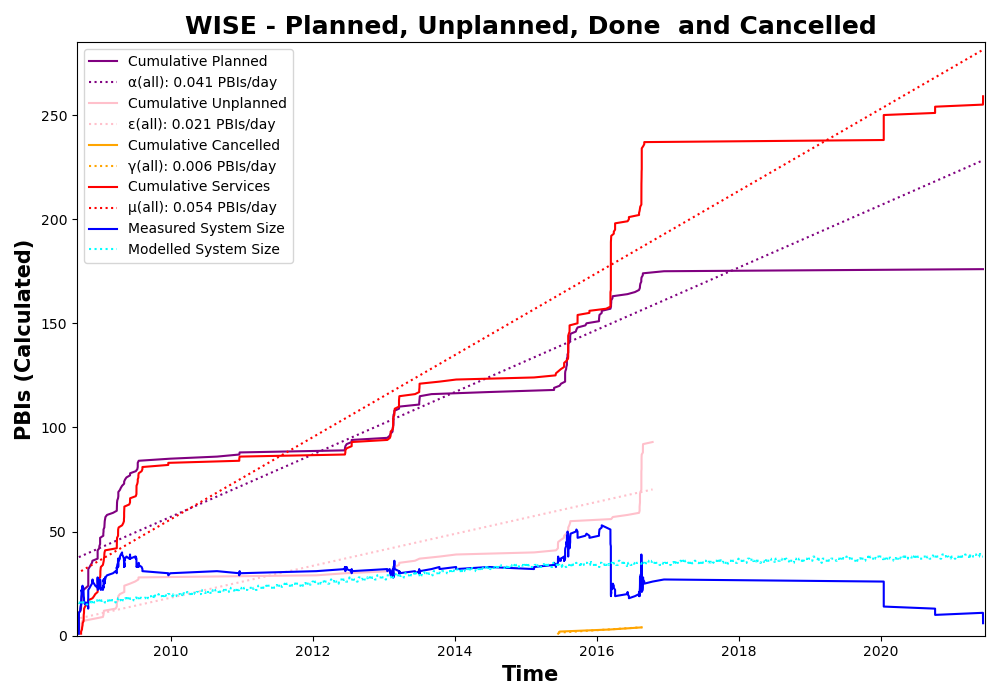 WISE - Planned, Unplanned, Done  and Cancelled
Cumulative Planned
α(all): 0.041 PBIs/day
Cumulative Unplanned
ε(all): 0.021 PBIs/day
Cumulative Cancelled
γ(all): 0.006 PBIs/day
Cumulative Services
μ(all): 0.054 PBIs/day
Measured System Size
Modelled System Size
PBIs (Calculated)
250
200
150
100
50
0
2010 2012 2014 2016 2018 2020
Time